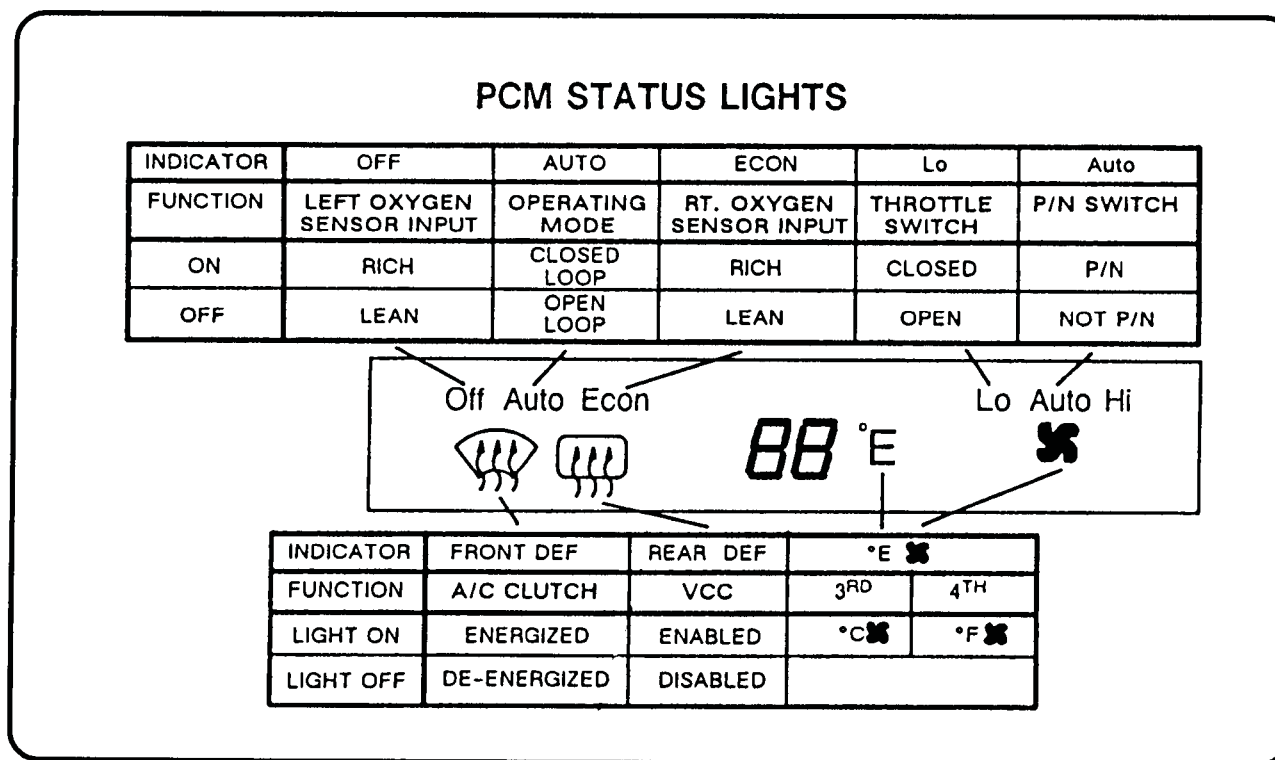 PCM STATUS LIGHTS
INDICATOR OFF AUTO ECON Lo Auto
FUNCTION LEFT OXYGEN SENSOR INPUT OPERATING MODE RT. OXYGEN SENSOR INPUT THROTTLE SWITCH P/N SWITCH
ON RICH CLOSED LOOP RICH CLOSED P/N
OFF LEAN OPEN LOOP LEAN OPEN NOT P/N
Off Auto Econ Lo Auto Hi
88 °E
INDICATOR FRONT DEF REAR DEF °E
FUNCTION A/C CLUTCH VCC 3RD 4TH
LIGHT ON ENERGIZED ENABLED °C °F
LIGHT OFF DE-ENERGIZED DISABLED